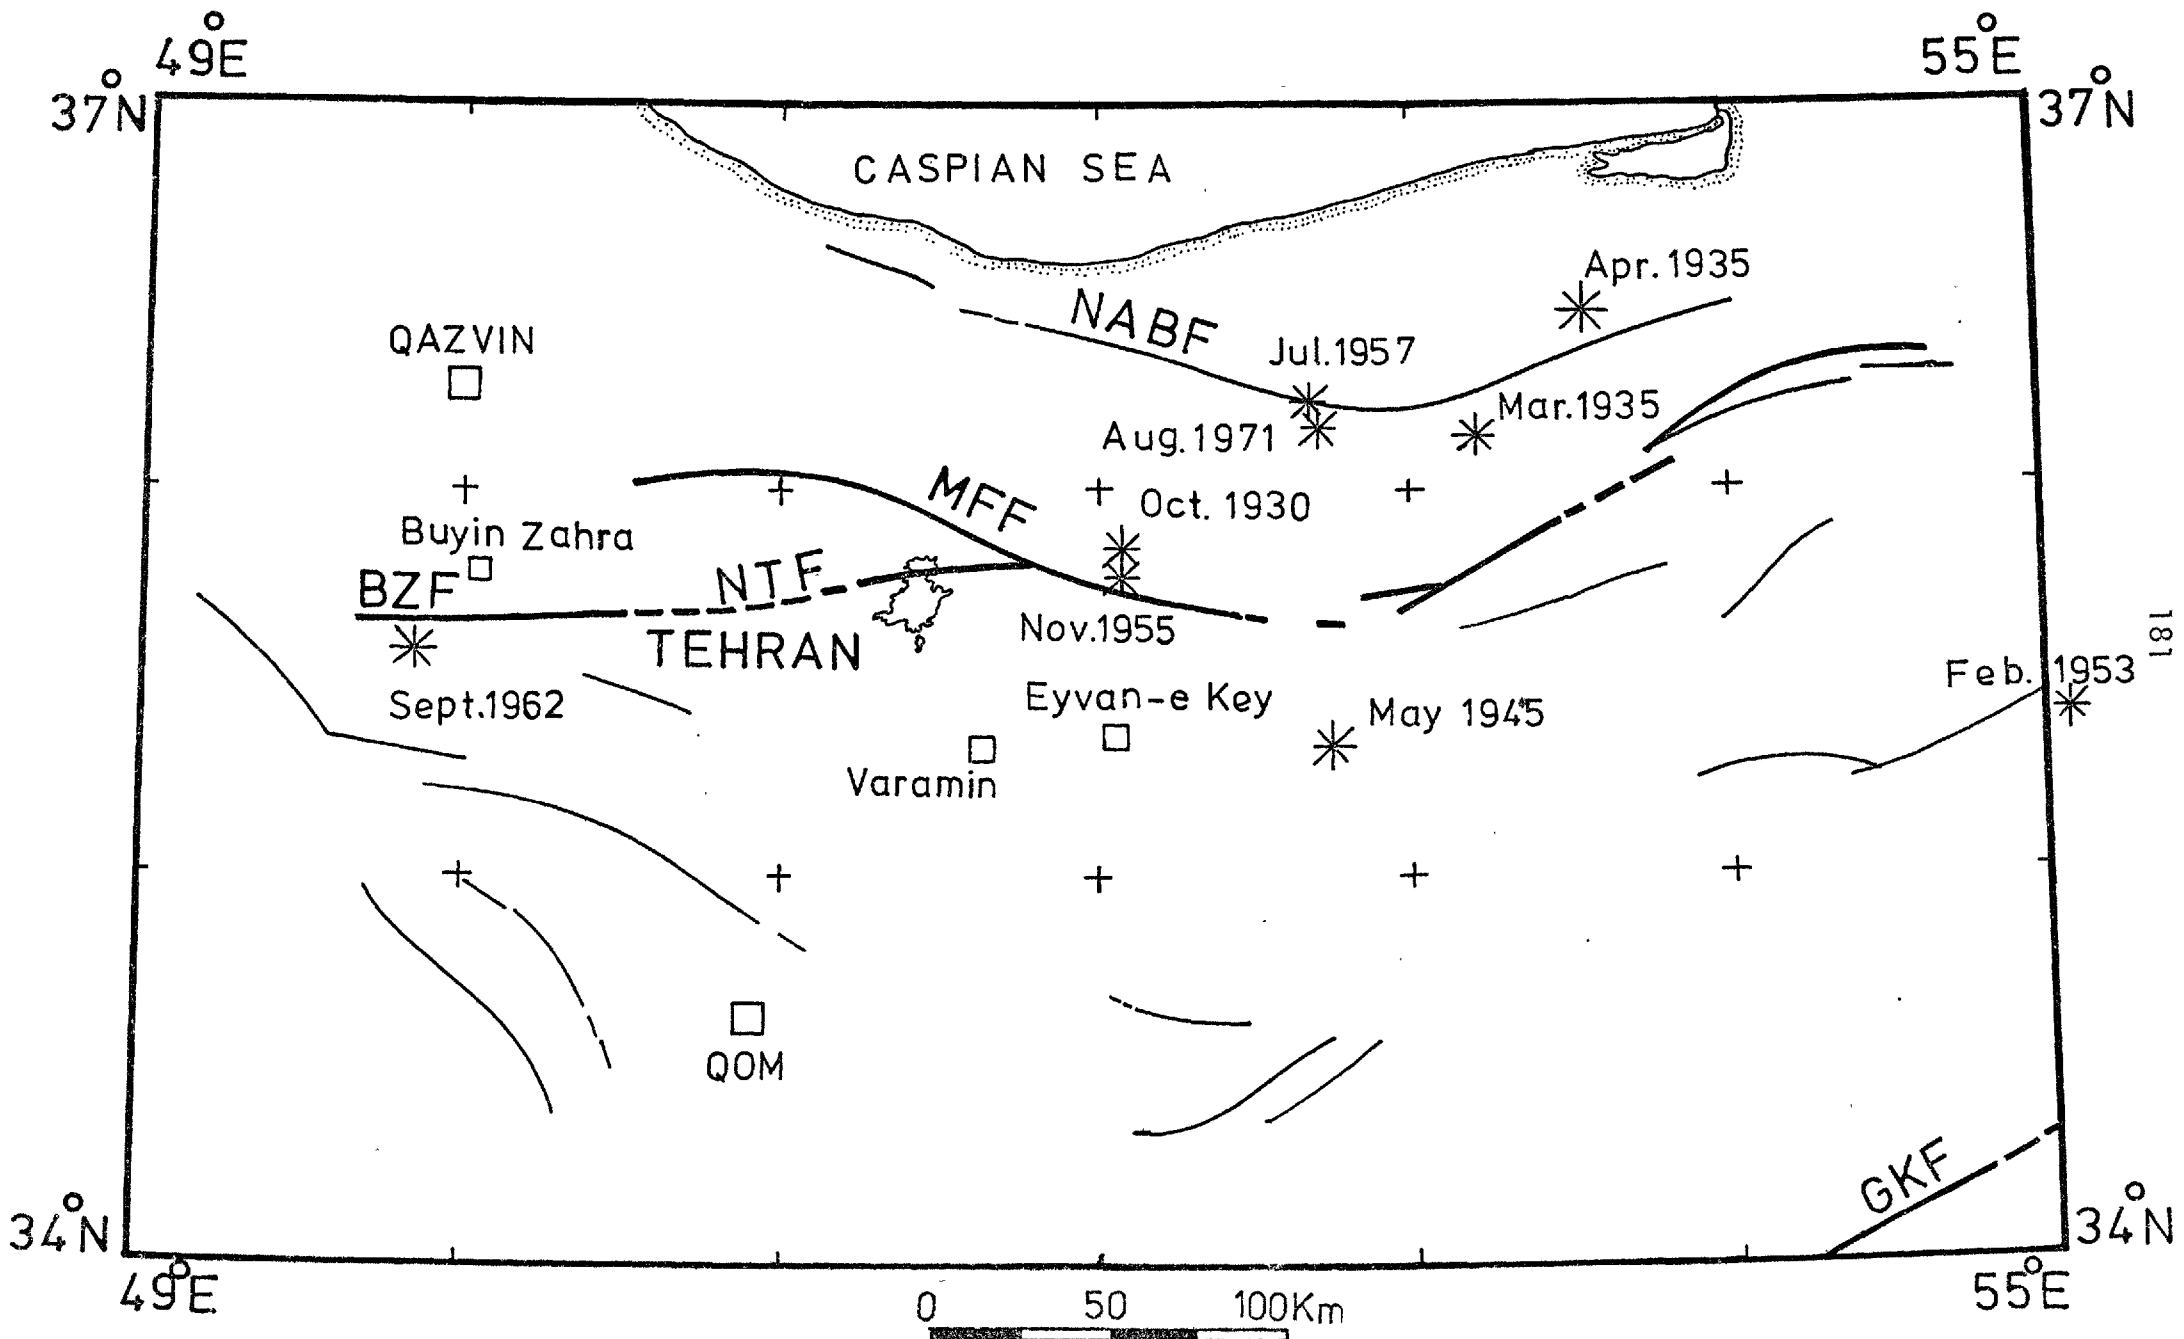 49°E
55°E
37°N
37°N
CASPIAN SEA
Apr. 1935
NABF
QAZVIN
Jul.1957
Mar.1935
Aug.1971
MFF
Oct. 1930
Buyin Zahra
BZF
NTF
TEHRAN
Nov.1955
181
Feb. 1953
Sept.1962
Eyvan-e Key
May 1945
Varamin
QOM
GKF
34°N
34°N
49°E
55°E
0 50 100Km